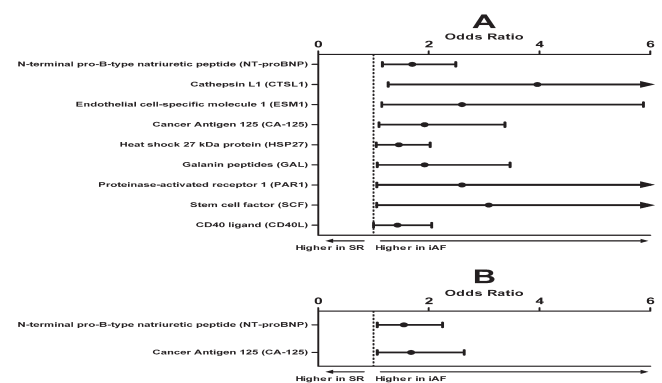 A
Odds Ratio
0 2 4 6
N-terminal pro-B-type natriuretic peptide (NT-proBNP)
Cathepsin L1 (CTSL1)
Endothelial cell-specific molecule 1 (ESM1)
Cancer Antigen 125 (CA-125)
Heat shock 27 kDa protein (HSP27)
Galanin peptides (GAL)
Proteinase-activated receptor 1 (PAR1)
Stem cell factor (SCF)
CD40 ligand (CD40L)
Higher in SR Higher in iAF
B
Odds Ratio
0 2 4 6
N-terminal pro-B-type natriuretic peptide (NT-proBNP)
Cancer Antigen 125 (CA-125)
Higher in SR Higher in iAF